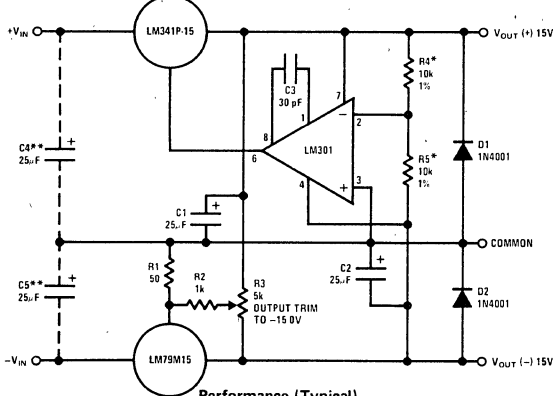 +VIN
LM341P-15
VOUT (+) 15V
R4*
10k
1%
C3
30 pF
7
1
2
8
6
LM301
4
3
R5*
10k
1%
D1
1N4001
C4**
25µF
+
C1
25µF
+
COMMON
C5**
25µF
+
R1
50
R2
1k
R3
5k
OUTPUT TRIM
TO -15 0V
C2
25µF
+
D2
1N4001
-VIN
LM79M15
VOUT (-) 15V
Performance (Typical)